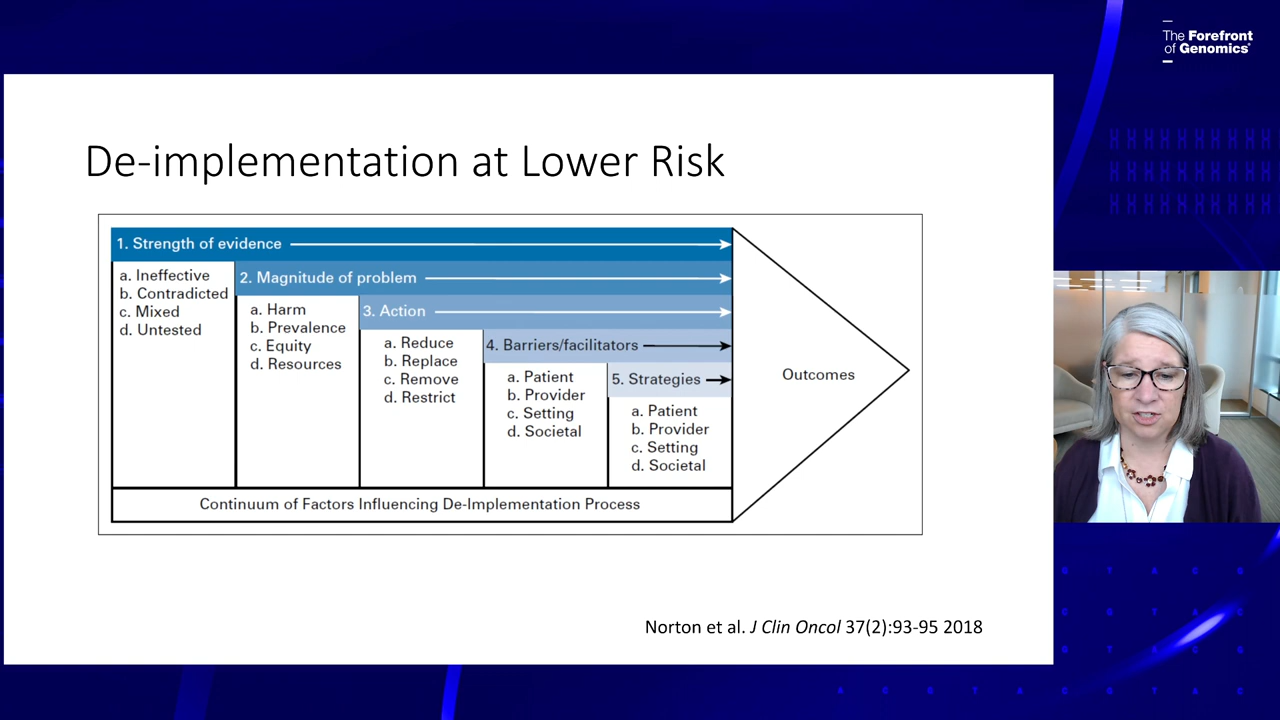 The Forefront
of Genomics®
De-implementation at Lower Risk
1. Strength of evidence
a. Ineffective
b. Contradicted
c. Mixed
d. Untested
2. Magnitude of problem
a. Harm
b. Prevalence
c. Equity
d. Resources
3. Action
a. Reduce
b. Replace
c. Remove
d. Restrict
4. Barriers/facilitators
a. Patient
b. Provider
c. Setting
d. Societal
5. Strategies
a. Patient
b. Provider
c. Setting
d. Societal
Outcomes
Continuum of Factors Influencing De-Implementation Process
Norton et al. J Clin Oncol 37(2):93-95 2018